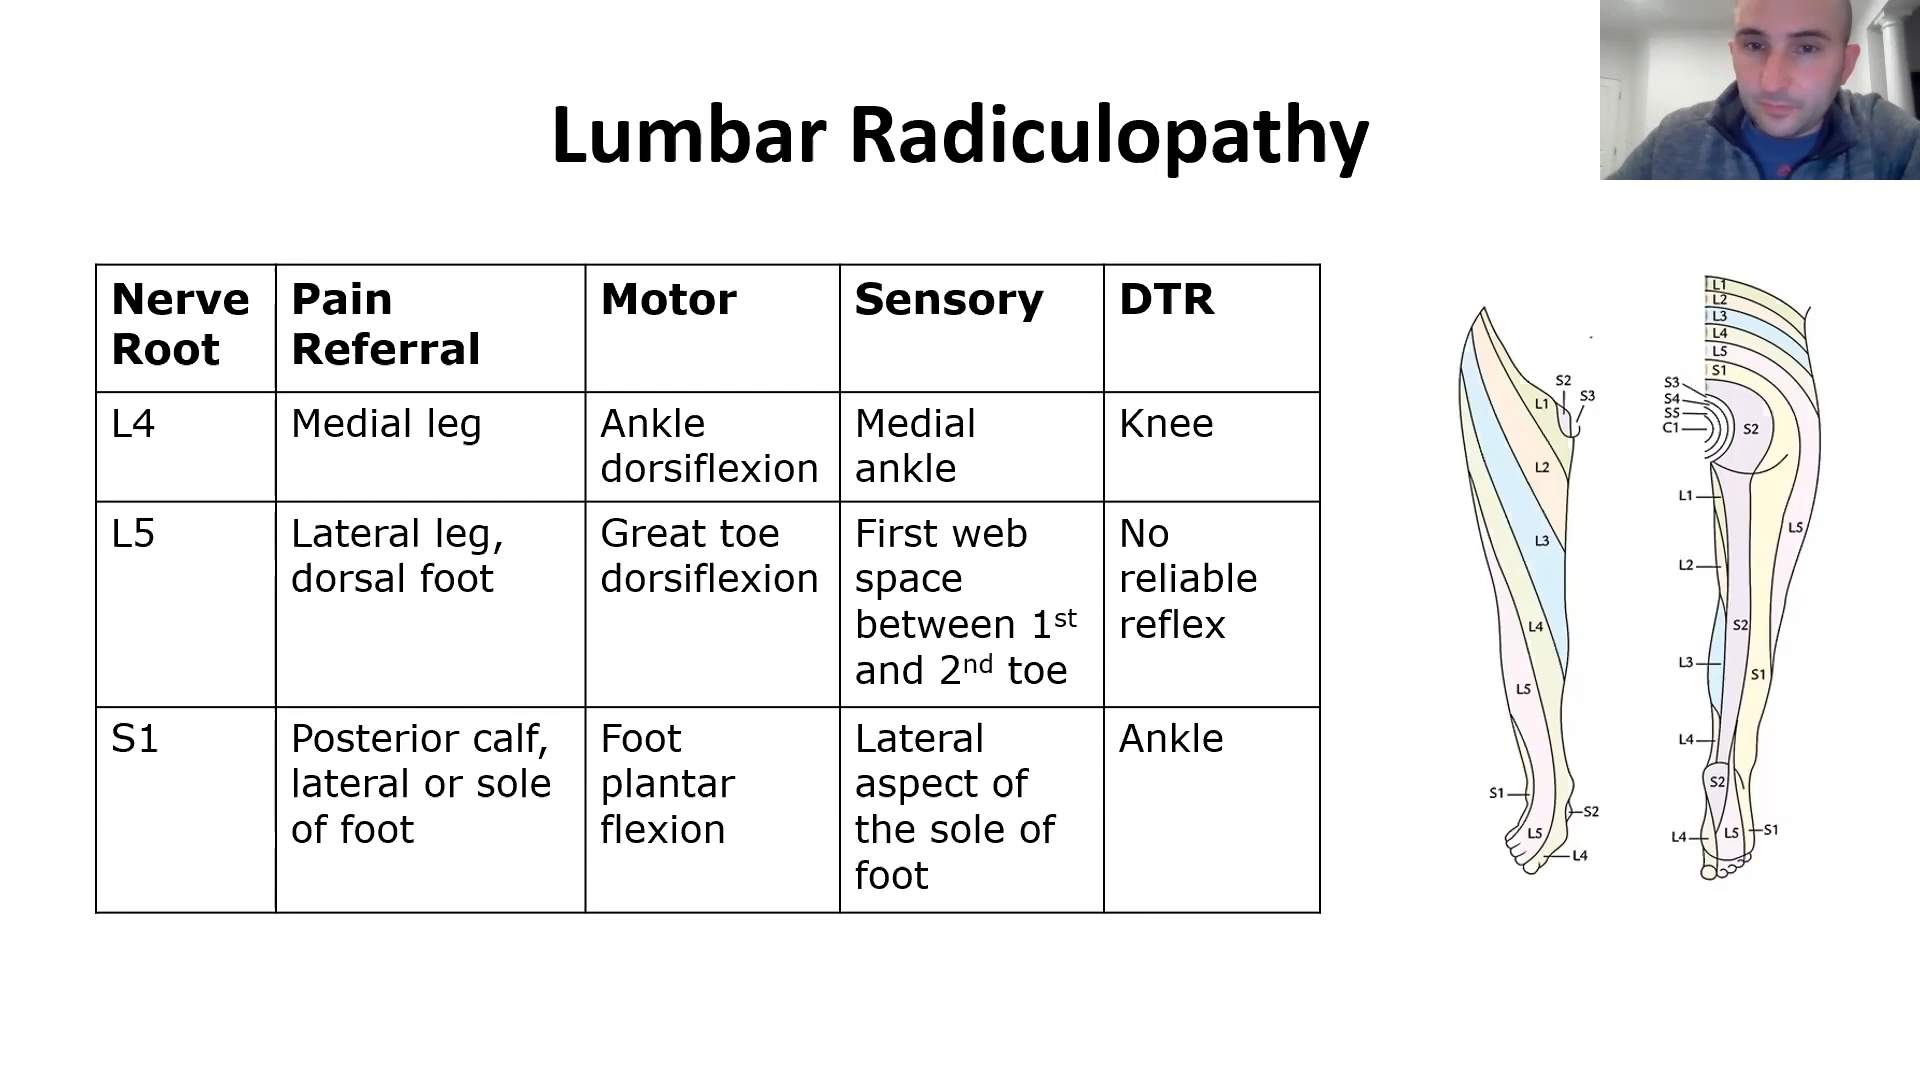 Lumbar Radiculopathy
Nerve Root
Pain Referral
Motor
Sensory
DTR
L4
Medial leg
Ankle dorsiflexion
Medial ankle
Knee
L5
Lateral leg, dorsal foot
Great toe dorsiflexion
First web space between 1st and 2nd toe
No reliable reflex
S1
Posterior calf, lateral or sole of foot
Foot plantar flexion
Lateral aspect of the sole of foot
Ankle
S2
S3
L1
L2
L3
L4
L5
S1
S2
L5
L4
L1
L2
L3
L4
L5
S1
S3
S4
S5
C1
S2
L1
L5
L2
S2
L3
S1
L4
S2
L4
L5
S1